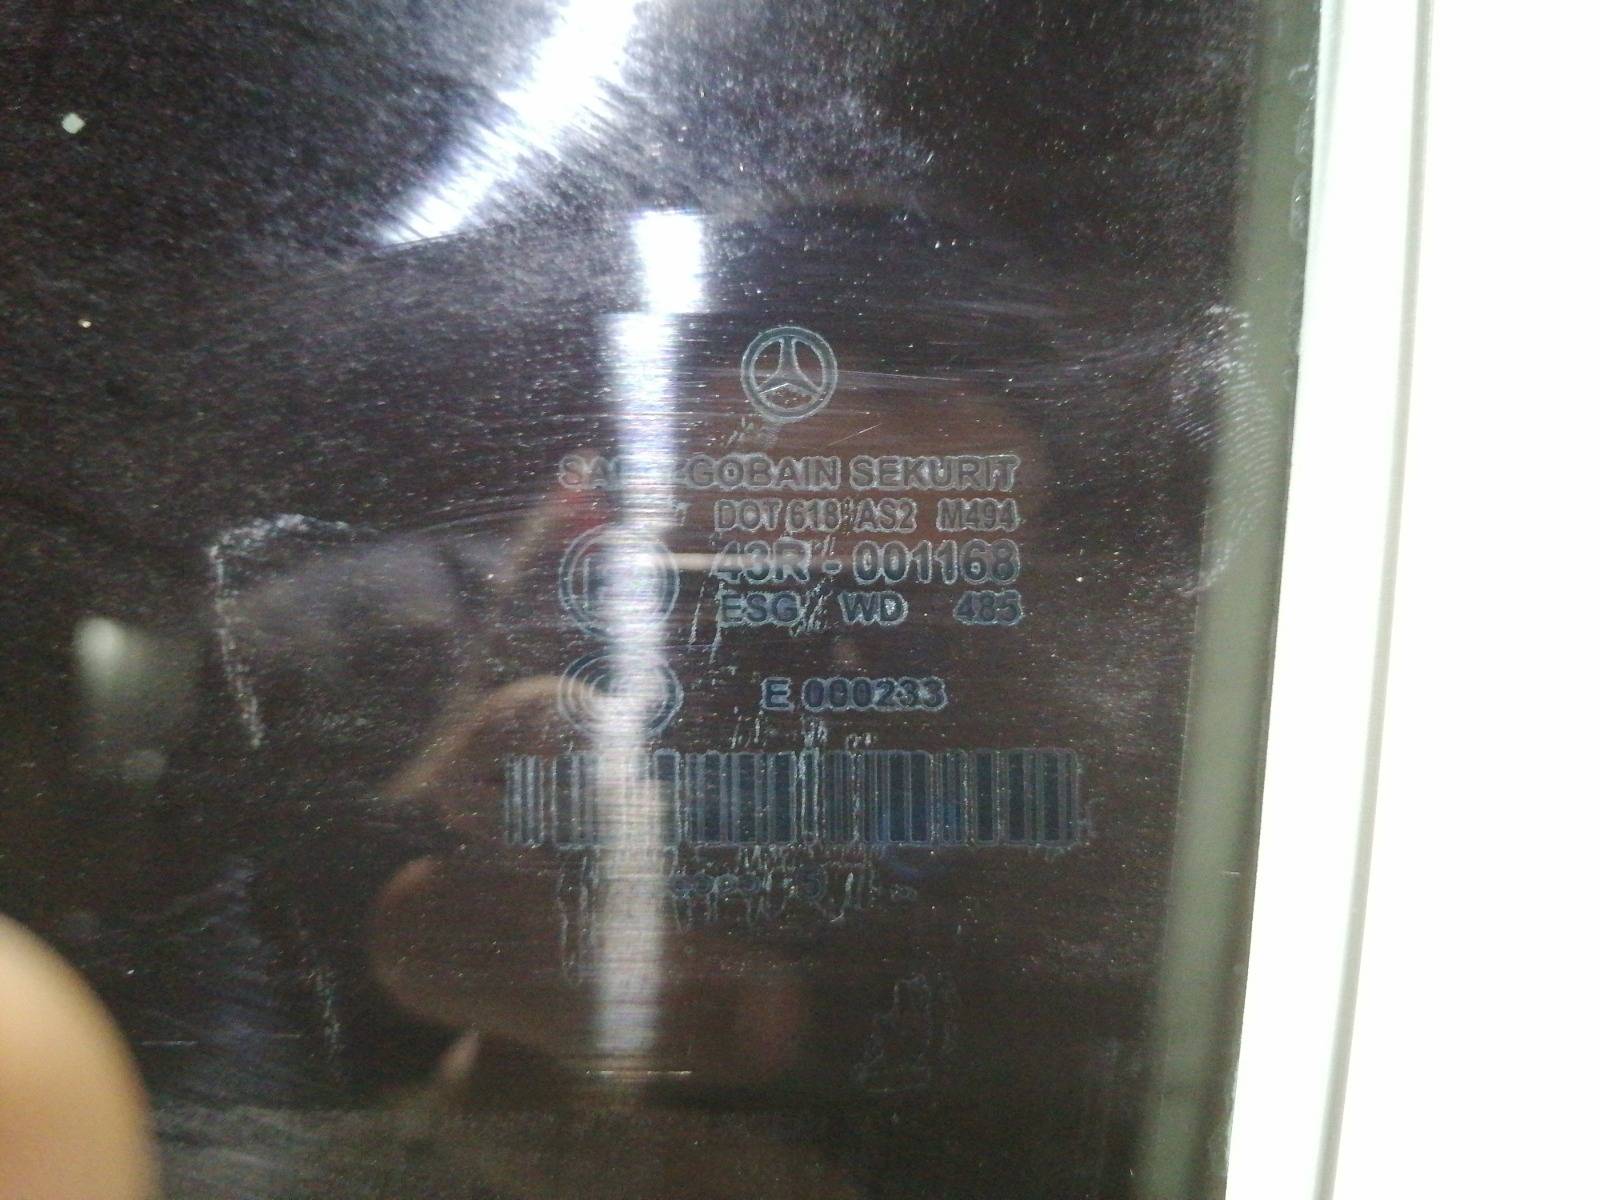 GOBAIN SEKURIT
DOT 618 AS2 M494
43R - 001168
ESG WD 485
E 000233